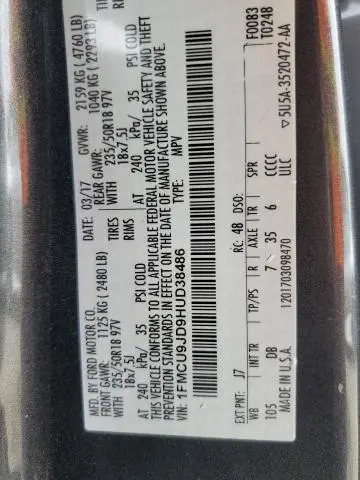 MFD. BY FORD MOTOR CO.
DATE: 03/17 GVWR: 2159 KG ( 4760 LB)
FRONT GAWR: 1125 KG ( 2480 LB) REAR GAWR: 1040 KG ( 2293 LB)
WITH TIRES WITH TIRES
235/50R18 97V RIMS 235/50R18 97V
18x7.5J 18x7.5J
AT 240 kPa/ 35 PSI COLD AT 240 kPa/ 35 PSI COLD
THIS VEHICLE CONFORMS TO ALL APPLICABLE FEDERAL MOTOR VEHICLE SAFETY AND THEFT
PREVENTION STANDARDS IN EFFECT ON THE DATE OF MANUFACTURE SHOWN ABOVE.
VIN: 1FMCU9JD9HUD38486 TYPE: MPV
F0083
T0248
EXT PNT: J7 RC: 48 DSO:
WB INT TR TP/PS R AXLE TR SPR
105 DB 7 35 6 CCCC
ULC
1201703098470
MADE IN U.S.A. ▽5U5A-3520472-AA